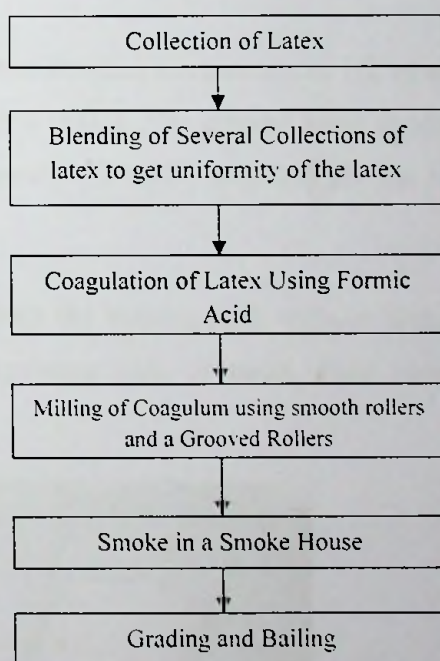 Collection of Latex
Blending of Several Collections of
latex to get uniformity of the latex
Coagulation of Latex Using Formic
Acid
Milling of Coagulum using smooth rollers
and a Grooved Rollers
Smoke in a Smoke House
Grading and Bailing